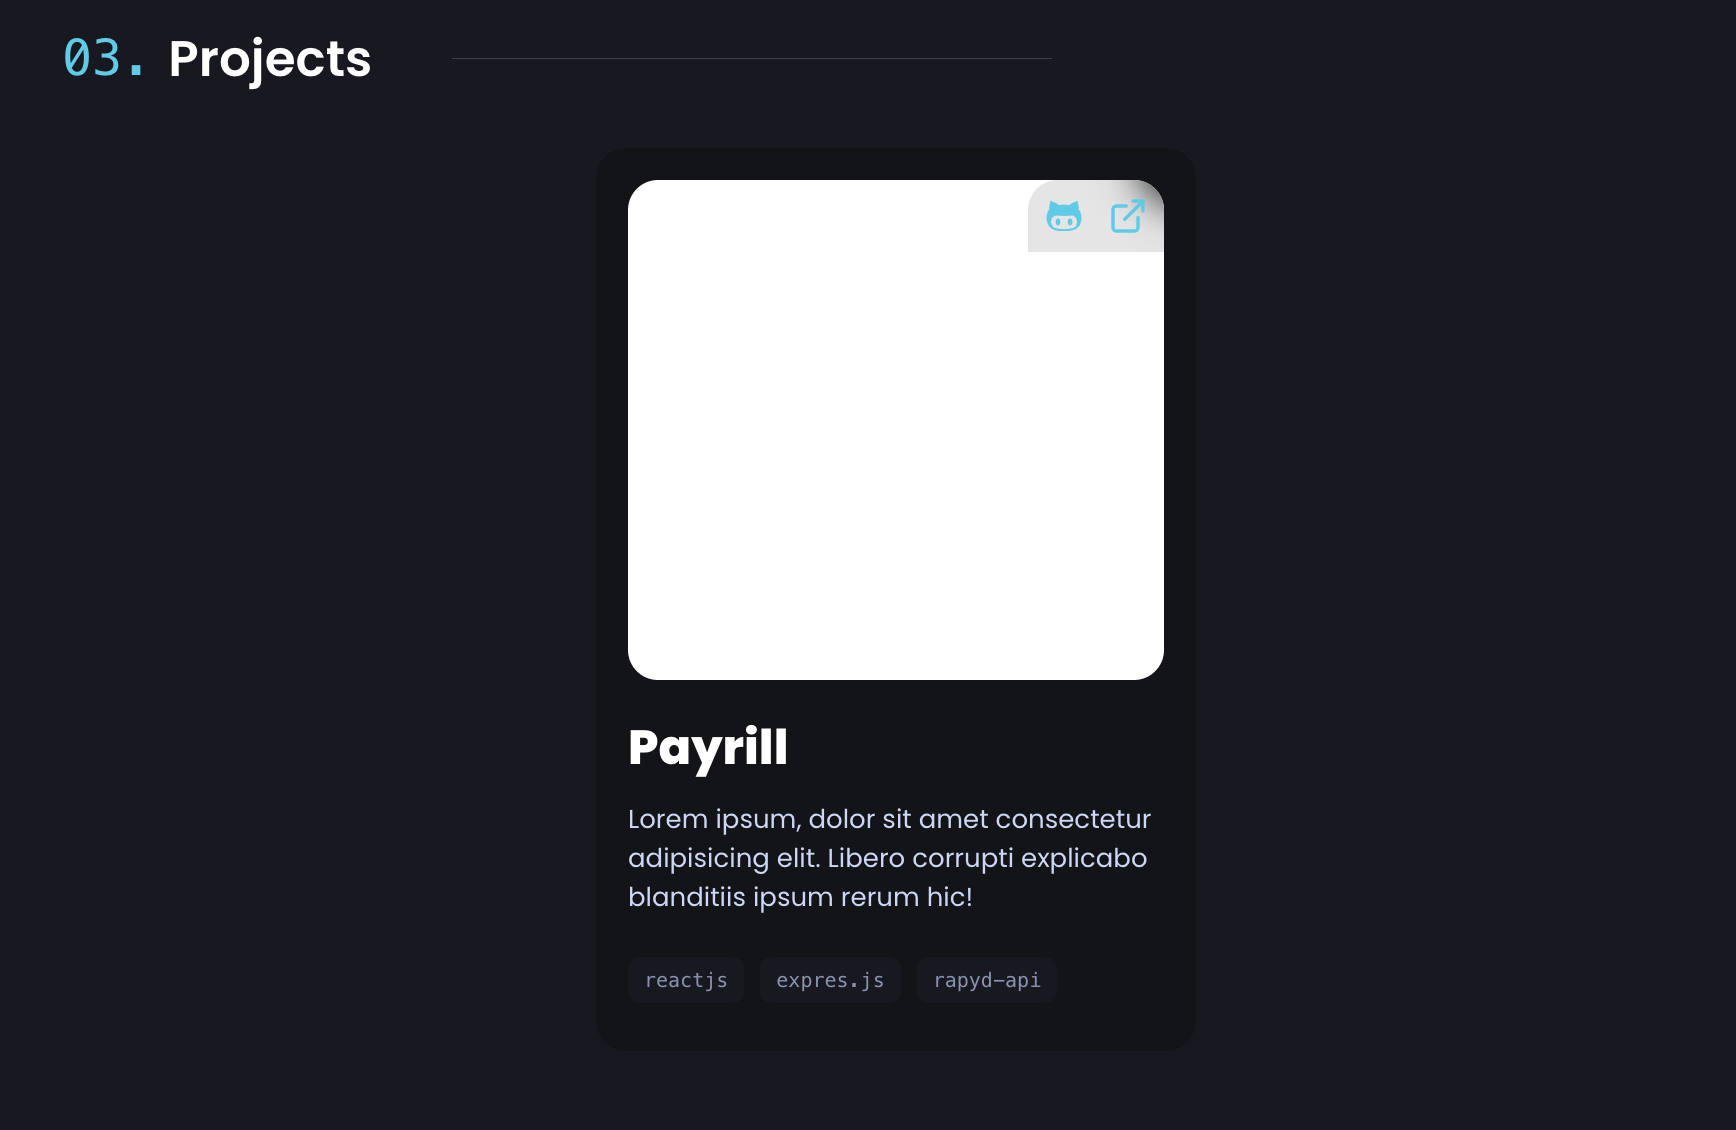 03. Projects
Payrill
Lorem ipsum, dolor sit amet consectetur
adipisicing elit. Libero corrupti explicabo
blanditiis ipsum rerum hic!
reactjs expres.js rapyd-api